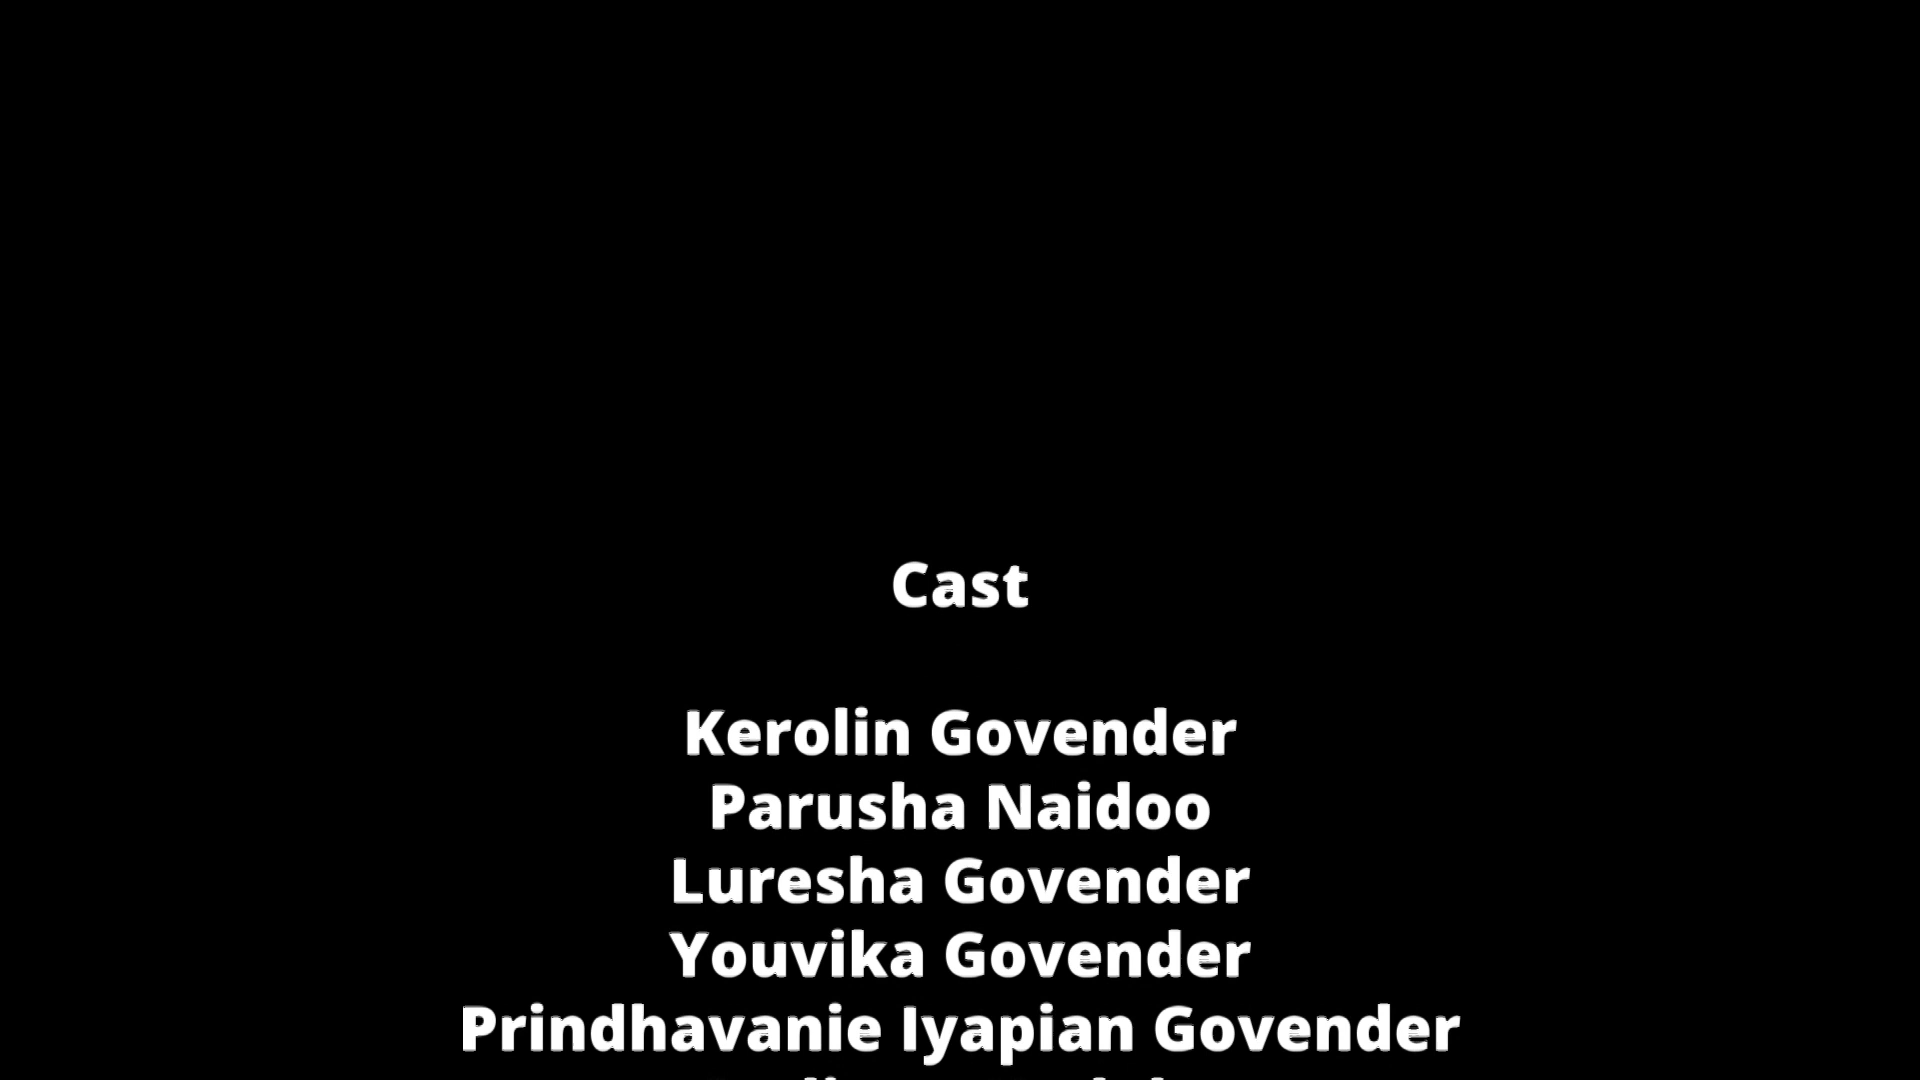 Cast
Kerolin Govender
Parusha Naidoo
Luresha Govender
Youvika Govender
Prindhavanie Iyapian Govender